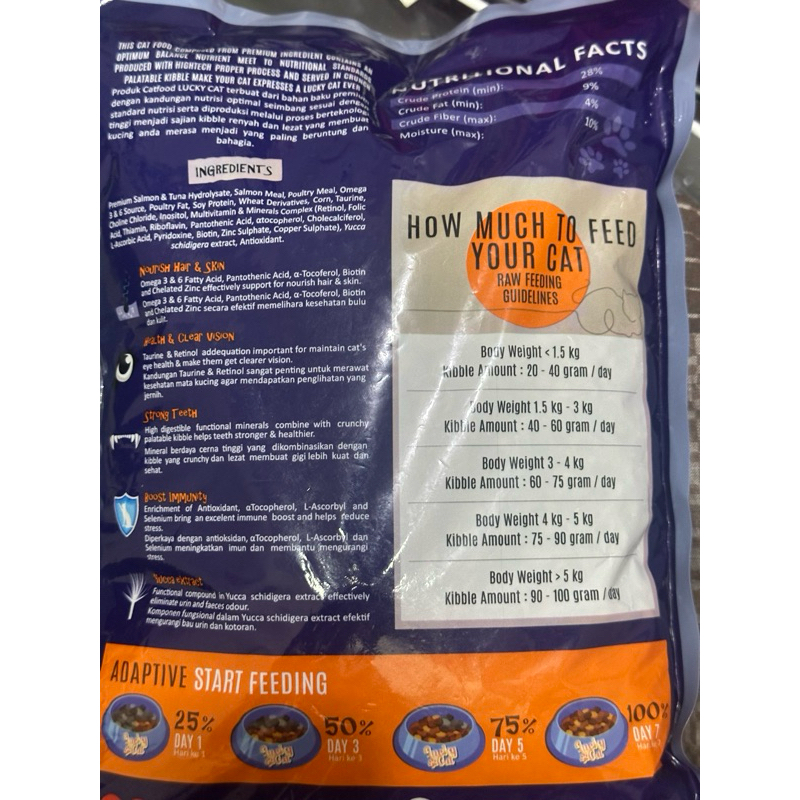 THIS CAT FOOD COMPOSED FROM PREMIUM INGREDIENT CONTAINS AN
OPTIMUM BALANCE NUTRIENT MEET TO NUTRITIONAL STANDARD
PRODUCED WITH HIGHTECH PROPER PROCESS AND SERVED IN CRUNCHY
PALATABLE KIBBLE MAKE YOUR CAT EXPRESSES A LUCKY CAT EVER
Produk Catfood LUCKY CAT terbuat dari bahan baku premium
dengan kandungan nutrisi optimal seimbang sesuai dengan
standard nutrisi serta diproduksi melalui proses berteknologi
tinggi menjadi sajian kibble renyah dan lezat yang membuat
kucing anda merasa menjadi yang paling beruntung dan
bahagia.
INGREDIENTS
Premium Salmon & Tuna Hydrolysate, Salmon Meal, Poultry Meal, Omega
3 & 6 Source, Poultry Fat, Soy Protein, Wheat Derivatives, Corn, Taurine,
Choline Chloride, Inositol, Multivitamin & Minerals Complex (Retinol, Folic
Acid, Thiamin, Riboflavin, Pantothenic Acid, αtocopherol, Cholecalciferol,
L-Ascorbic Acid, Pyridoxine, Biotin, Zinc Sulphate, Copper Sulphate), Yucca
schidigera extract, Antioxidant.
Nourish Hair & Skin
Omega 3 & 6 Fatty Acid, Pantothenic Acid, α-Tocoferol, Biotin
and Chelated Zinc effectively support for nourish hair & skin.
Omega 3 & 6 Fatty Acid, Pantothenic Acid, α-Tocoferol, Biotin
and Chelated Zinc secara efektif memelihara kesehatan bulu
dan kulit.
Health & Clear Vision
Taurine & Retinol addequation important for maintain cat's
eye health & make them get clearer vision.
Kandungan Taurine & Retinol sangat penting untuk merawat
kesehatan mata kucing agar mendapatkan penglihatan yang
jernih.
Strong Teeth
High digestible functional minerals combine with crunchy
palatable kibble helps teeth stronger & healthier.
Mineral berdaya cerna tinggi yang dikombinasikan dengan
kibble yang crunchy dan lezat membuat gigi lebih kuat dan
sehat.
Boost Immunity
Enrichment of Antioxidant, αTocopherol, L-Ascorbyl and
Selenium bring an excelent immune boost and helps reduce
stress.
Diperkaya dengan antioksidan, αTocopherol, L-Ascorbyl dan
Selenium meningkatkan imun dan membantu mengurangi
stress.
Yucca extract
Functional compound in Yucca schidigera extract effectively
eliminate urin and faeces odour.
Komponen fungsional dalam Yucca schidigera extract efektif
mengurangi bau urin dan kotoran.
NUTRITIONAL FACTS
Crude Protein (min): 28%
Crude Fat (min): 9%
Crude Fiber (max): 4%
Moisture (max): 10%
HOW MUCH TO FEED
YOUR CAT
RAW FEEDING
GUIDELINES
Body Weight < 1.5 kg
Kibble Amount : 20 - 40 gram / day
Body Weight 1.5 kg - 3 kg
Kibble Amount : 40 - 60 gram / day
Body Weight 3 - 4 kg
Kibble Amount : 60 - 75 gram / day
Body Weight 4 kg - 5 kg
Kibble Amount : 75 - 90 gram / day
Body Weight > 5 kg
Kibble Amount : 90 - 100 gram / day
ADAPTIVE START FEEDING
Lucky Cat
25%
DAY 1
Hari ke 1
Lucky Cat
50%
DAY 3
Hari ke 3
Lucky Cat
75%
DAY 5
Hari ke 5
Lucky Cat
100%
DAY 7
Hari ke